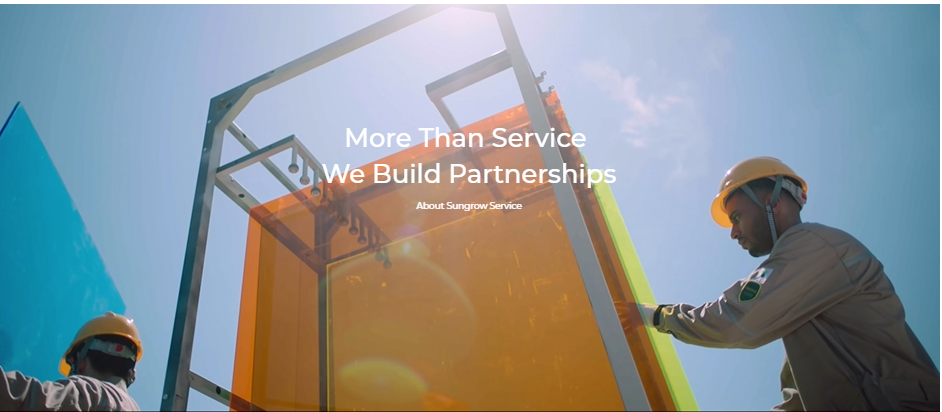 More Than Service
We Build Partnerships
About Sungrow Service